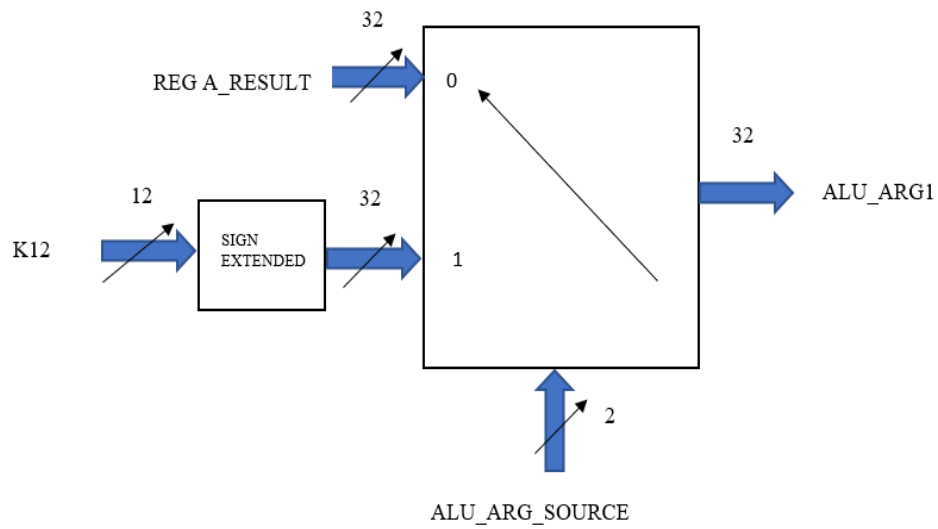 32
REG A_RESULT
0
32
ALU_ARG1
12
32
K12
SIGN
EXTENDED
1
2
ALU_ARG_SOURCE